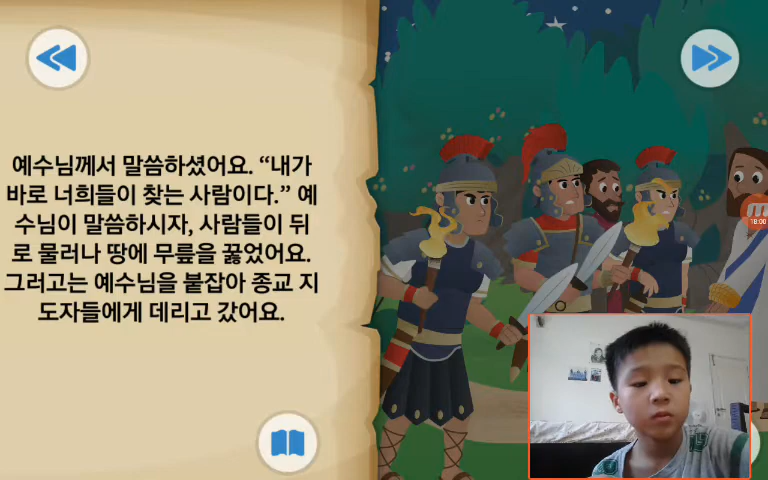 예수님께서 말씀하셨어요. “내가
바로 너희들이 찾는 사람이다.” 예
수님이 말씀하시자, 사람들이 뒤
로 물러나 땅에 무릎을 꿇었어요.
그러고는 예수님을 붙잡아 종교 지
도자들에게 데리고 갔어요.
18:00